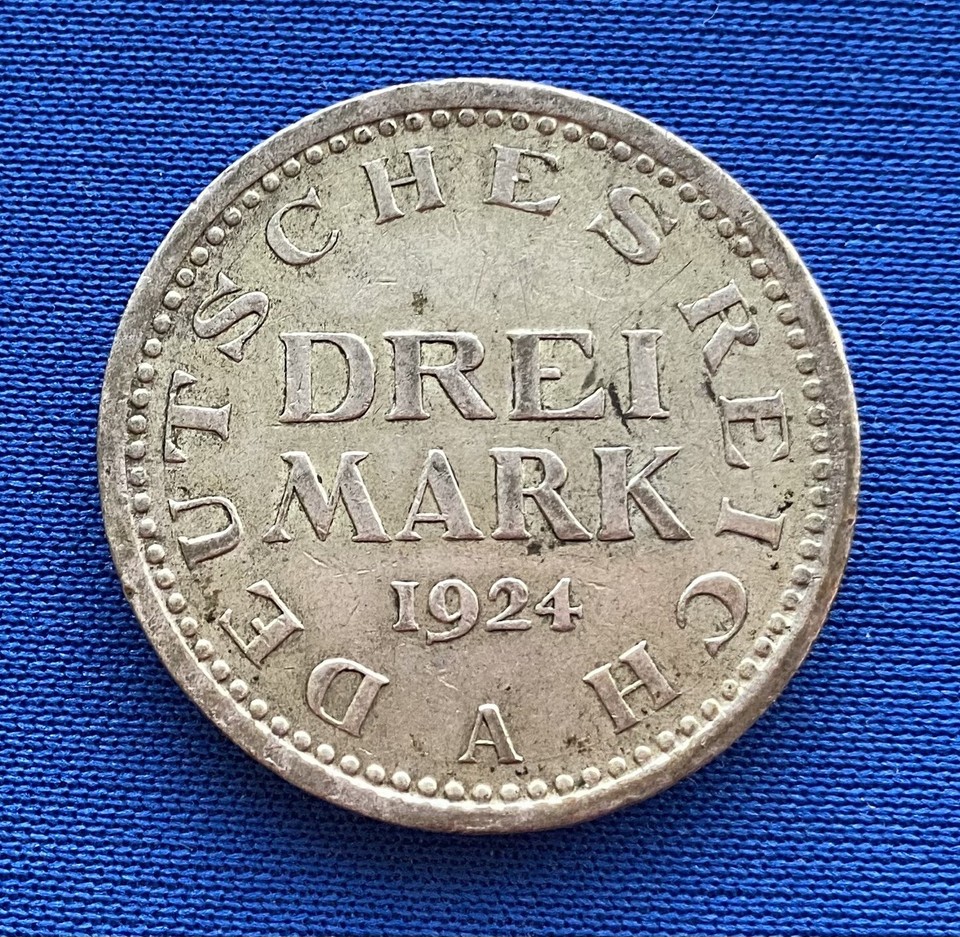 DEUTSCHES REICH
DREI
MARK
1924
A